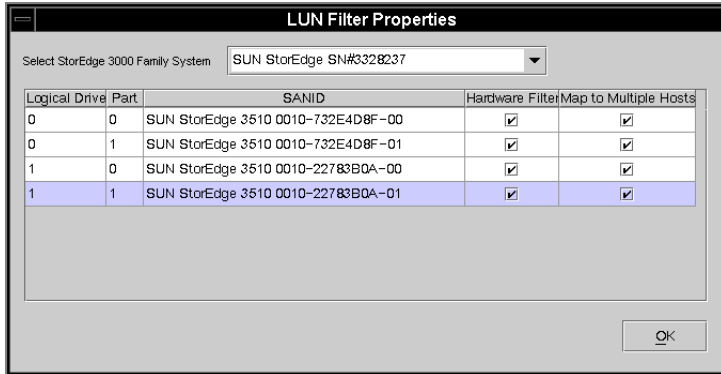 LUN Filter Properties
Select StorEdge 3000 Family System SUN StorEdge SN#3328237
Logical Drive Part SANID Hardware Filter Map to Multiple Hosts
0 0 SUN StorEdge 3510 0010-732E4D8F-00
0 1 SUN StorEdge 3510 0010-732E4D8F-01
1 0 SUN StorEdge 3510 0010-22783B0A-00
1 1 SUN StorEdge 3510 0010-22783B0A-01
OK